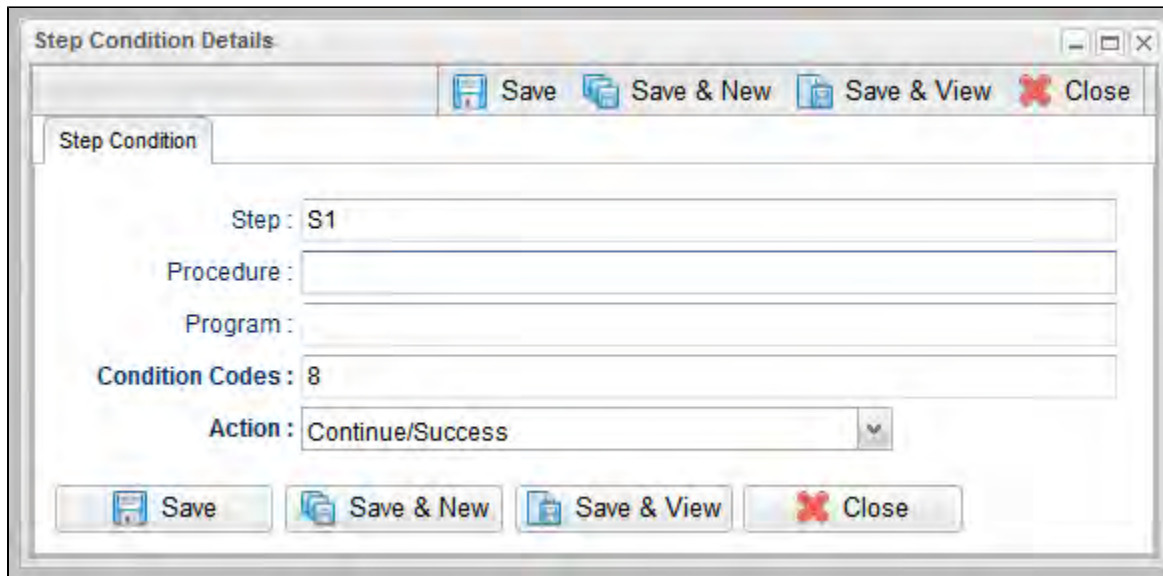 Step Condition Details
Save Save & New Save & View Close
Step Condition
Step : S1
Procedure :
Program :
Condition Codes : 8
Action : Continue/Success
Save Save & New Save & View Close